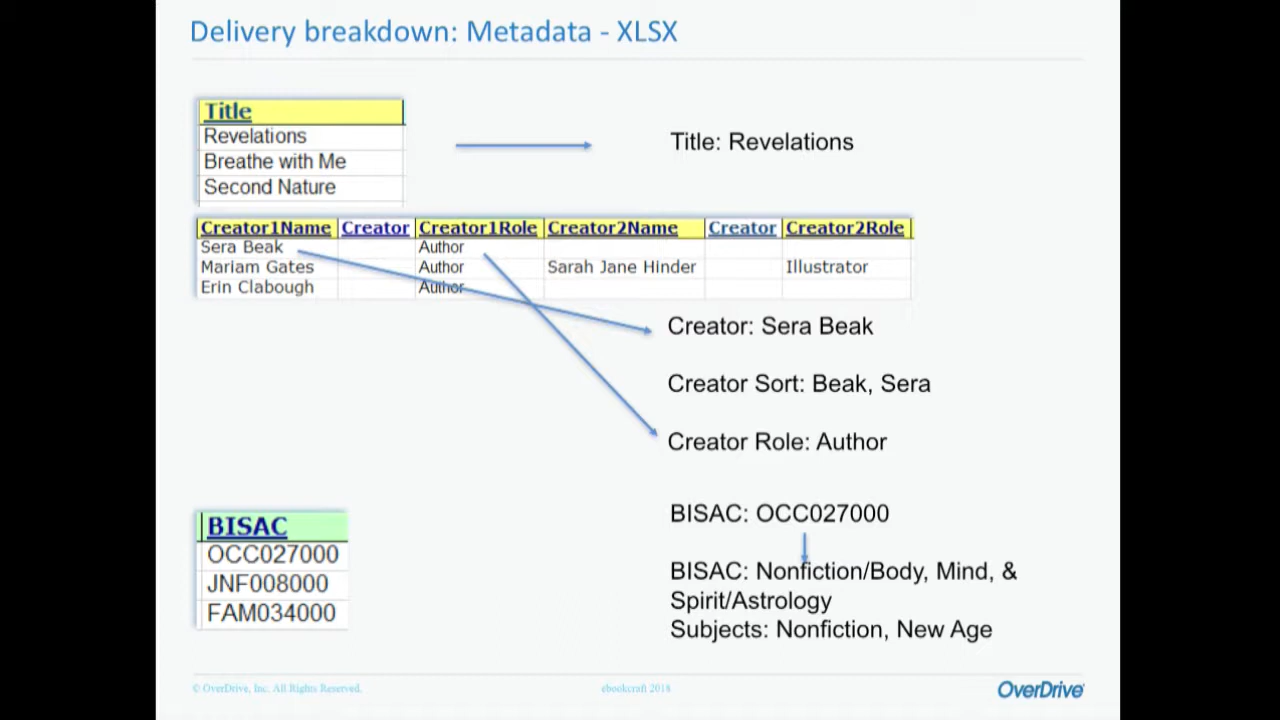 Delivery breakdown: Metadata - XLSX
Title
Revelations
Breathe with Me
Second Nature
Title: Revelations
Creator1Name Creator Creator1Role Creator2Name Creator Creator2Role
Sera Beak Author
Mariam Gates Author Sarah Jane Hinder Illustrator
Erin Clabough Author
Creator: Sera Beak
Creator Sort: Beak, Sera
Creator Role: Author
BISAC
OCC027000
JNF008000
FAM034000
BISAC: OCC027000
BISAC: Nonfiction/Body, Mind, &
Spirit/Astrology
Subjects: Nonfiction, New Age
© OverDrive, Inc. All Rights Reserved.
ebookcraft 2018
OverDrive